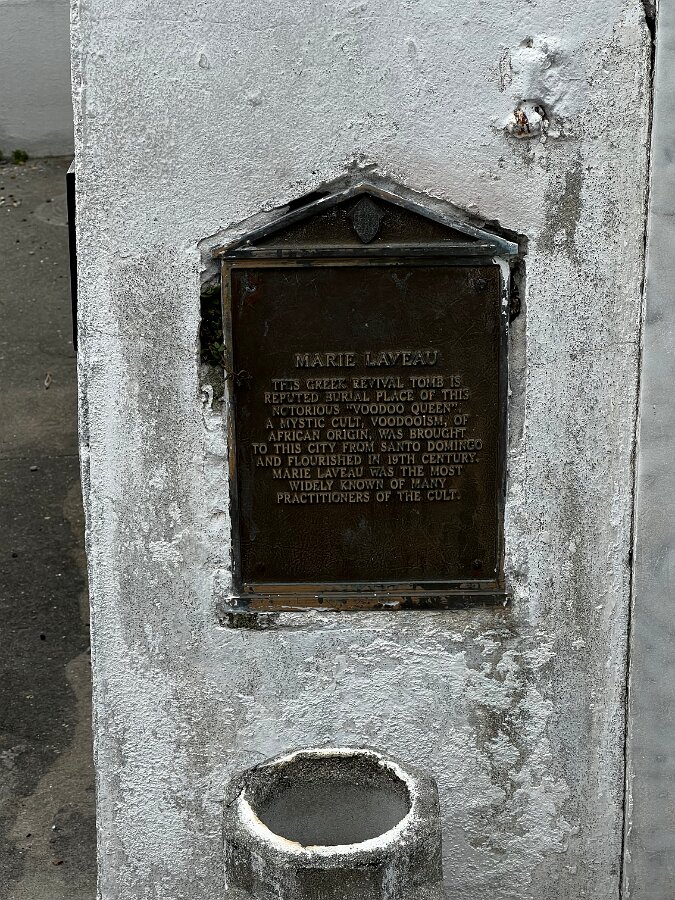 MARIE LAVEAU
THIS GREEK REVIVAL TOMB IS
REPUTED BURIAL PLACE OF THIS
NOTORIOUS "VOODOO QUEEN".
A MYSTIC CULT, VOODOOISM, OF
AFRICAN ORIGIN, WAS BROUGHT
TO THIS CITY FROM SANTO DOMINGO
AND FLOURISHED IN 19TH CENTURY.
MARIE LAVEAU WAS THE MOST
WIDELY KNOWN OF MANY
PRACTITIONERS OF THE CULT.